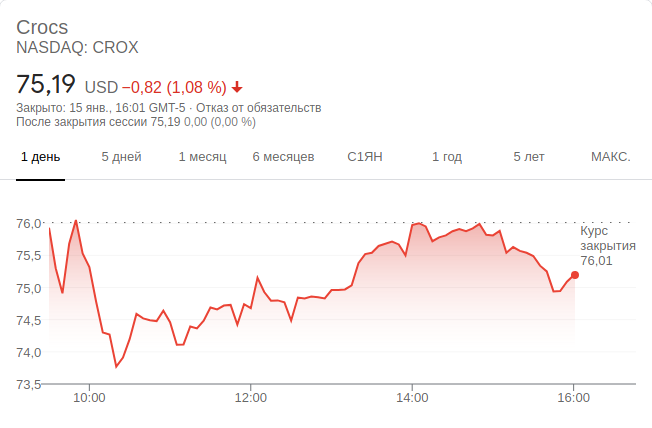 Crocs
NASDAQ: CROX
75,19 USD −0,82 (1,08 %)
Закрыто: 15 янв., 16:01 GMT-5 · Отказ от обязательств
После закрытия сессии 75,19 0,00 (0,00 %)
1 день 5 дней 1 месяц 6 месяцев С1ЯН 1 год 5 лет МАКС.
76,0
Курс
закрытия
76,01
75,5
75,0
74,5
74,0
73,5
10:00 12:00 14:00 16:00